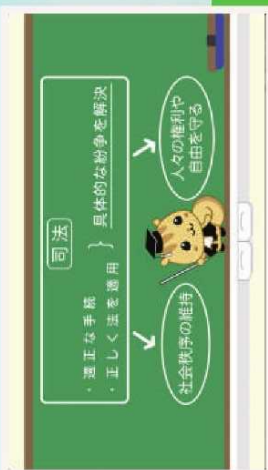 司法
・適正な手続
・正しく法を適用
具体的な紛争を解決
社会秩序の維持
人々の権利や
自由を守る